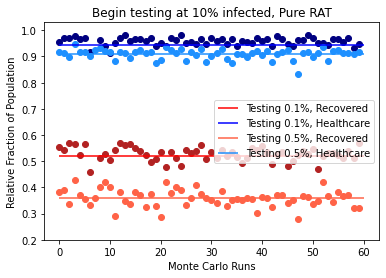 Begin testing at 10% infected, Pure RAT
Relative Fraction of Population
1.0
0.9
0.8
0.7
0.6
0.5
0.4
0.3
0.2
Testing 0.1%, Recovered
Testing 0.1%, Healthcare
Testing 0.5%, Recovered
Testing 0.5%, Healthcare
0 10 20 30 40 50 60
Monte Carlo Runs